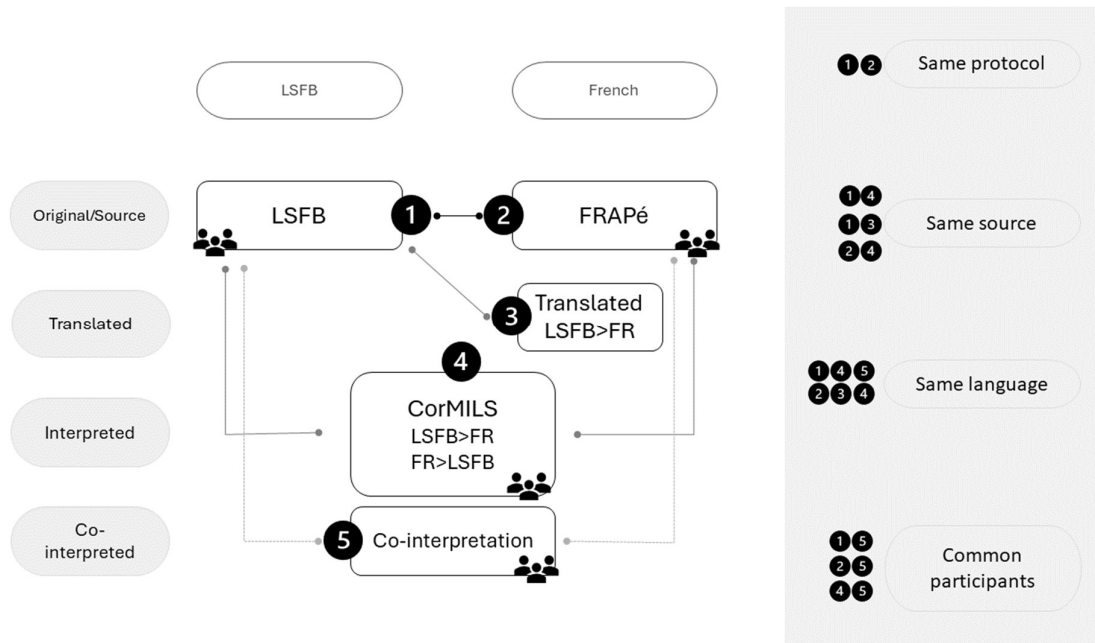 LSFB
French
Original/Source
LSFB
1
2
FRAPé
Translated
3
Translated
LSFB>FR
Interpreted
4
CorMILS
LSFB>FR
FR>LSFB
Co-
interpreted
5
Co-interpretation
1 2
Same protocol
1 4
1 3
2 4
Same source
1 4 5
2 3 4
Same language
1 5
2 5
4 5
Common
participants